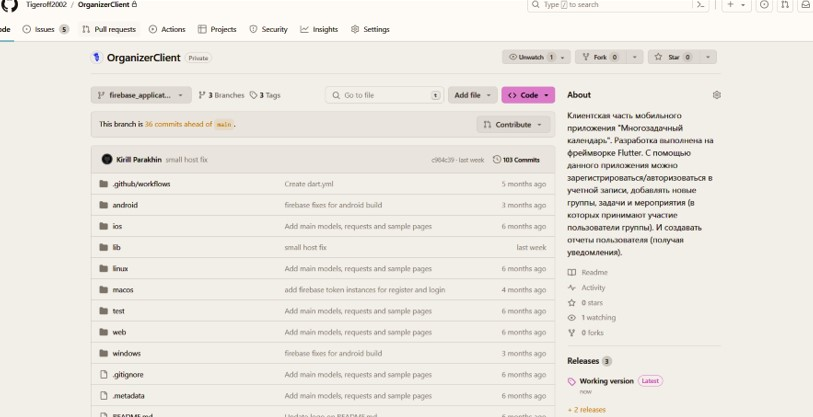 Tigeroff2002 / OrganizerClient
Type / to search
ode
Issues 5
Pull requests
Actions
Projects
Security
Insights
Settings
OrganizerClient Private
Unwatch 1
Fork 0
Star 0
firebase_applicat...
3 Branches
3 Tags
Go to file
t
Add file
<> Code
This branch is 36 commits ahead of main .
Contribute
Kirill Parakhin small host fix
c984c39 · last week
103 Commits
.github/workflows Create dart.yml 5 months ago
android firebase fixes for android build 3 months ago
ios Add main models, requests and sample pages 6 months ago
lib small host fix last week
linux Add main models, requests and sample pages 6 months ago
macos add firebase token instances for register and login 4 months ago
test Add main models, requests and sample pages 6 months ago
web Add main models, requests and sample pages 6 months ago
windows firebase fixes for android build 3 months ago
.gitignore Add main models, requests and sample pages 6 months ago
.metadata Add main models, requests and sample pages 6 months ago
README.md Update logo on README.md 6 months ago
About
Клиентская часть мобильного
приложения "Многозадачный
календарь". Разработка выполнена на
фреймворке Flutter. С помощью
данного приложения можно
зарегистрироваться/авторизоваться в
учетной записи, добавлять новые
группы, задачи и мероприятия (в
которых принимают участие
пользователи группы). И создавать
отчеты пользователя (получая
уведомления).
Readme
Activity
0 stars
1 watching
0 forks
Releases 3
Working version Latest
now
+ 2 releases